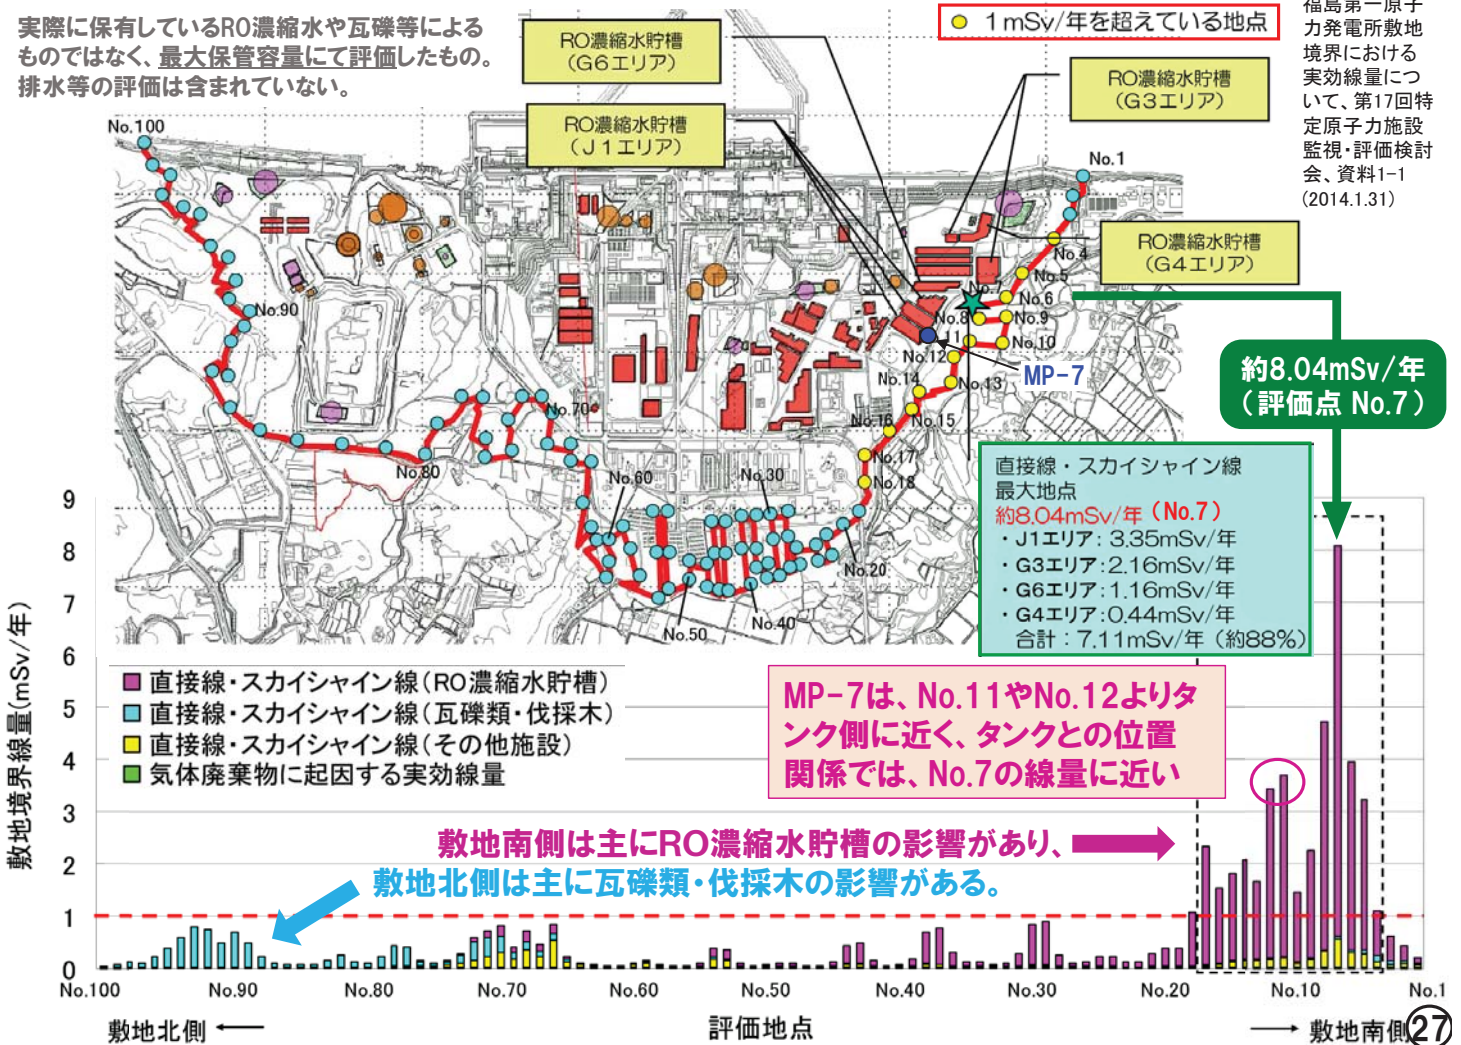 実際に保有しているRO濃縮水や瓦礫等による
ものではなく、最大保管容量にて評価したもの。
排水等の評価は含まれていない。
RO濃縮水貯槽
(G6エリア)
RO濃縮水貯槽
(J1エリア)
1mSv/年を超えている地点
RO濃縮水貯槽
(G3エリア)
RO濃縮水貯槽
(G4エリア)
福島第一原子
力発電所敷地
境界における
実効線量につ
いて、第17回特
定原子力施設
監視・評価検討
会、資料1-1
(2014.1.31)
No.100
No.1
No.4
No.5
No.6
No.7
No.8
No.9
No.10
11
No.12
No.13
No.14
No.15
No.16
No.17
No.18
MP-7
No.90
No.80
No.70
No.60
No.50
No.40
No.30
No.20
約8.04mSv/年
(評価点 No.7)
直接線・スカイシャイン線
最大地点
約8.04mSv/年(No.7)
・J1エリア:3.35mSv/年
・G3エリア:2.16mSv/年
・G6エリア:1.16mSv/年
・G4エリア:0.44mSv/年
合計:7.11mSv/年(約88%)
MP-7は、No.11やNo.12よりタ
ンク側に近く、タンクとの位置
関係では、No.7の線量に近い
直接線・スカイシャイン線(RO濃縮水貯槽)
直接線・スカイシャイン線(瓦礫類・伐採木)
直接線・スカイシャイン線(その他施設)
気体廃棄物に起因する実効線量
敷地南側は主にRO濃縮水貯槽の影響があり、
敷地北側は主に瓦礫類・伐採木の影響がある。
敷地境界線量(mSv/年)
9
8
7
6
5
4
3
2
1
0
No.100 No.90 No.80 No.70 No.60 No.50 No.40 No.30 No.20 No.10 No.1
敷地北側 ← 評価地点 → 敷地南側
27